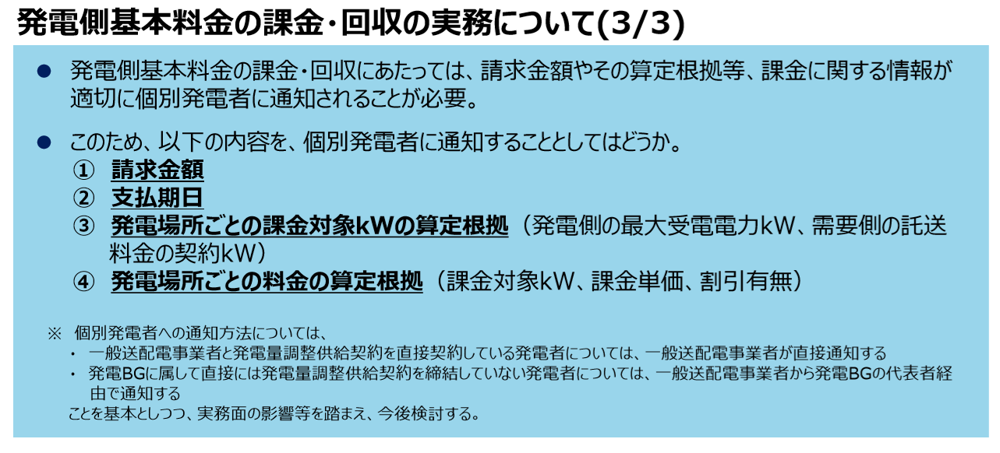 発電側基本料金の課金・回収の実務について(3/3)
● 発電側基本料金の課金・回収にあたっては、請求金額やその算定根拠等、課金に関する情報が
適切に個別発電者に通知されることが必要。
● このため、以下の内容を、個別発電者に通知することとしてはどうか。
① 請求金額
② 支払期日
③ 発電場所ごとの課金対象kWの算定根拠（発電側の最大受電電力kW、需要側の託送
料金の契約kW）
④ 発電場所ごとの料金の算定根拠（課金対象kW、課金単価、割引有無）
※ 個別発電者への通知方法については、
・ 一般送配電事業者と発電量調整供給契約を直接契約している発電者については、一般送配電事業者が直接通知する
・ 発電BGに属して直接には発電量調整供給契約を締結していない発電者については、一般送配電事業者から発電BGの代表者経
由で通知する
ことを基本としつつ、実務面の影響等を踏まえ、今後検討する。